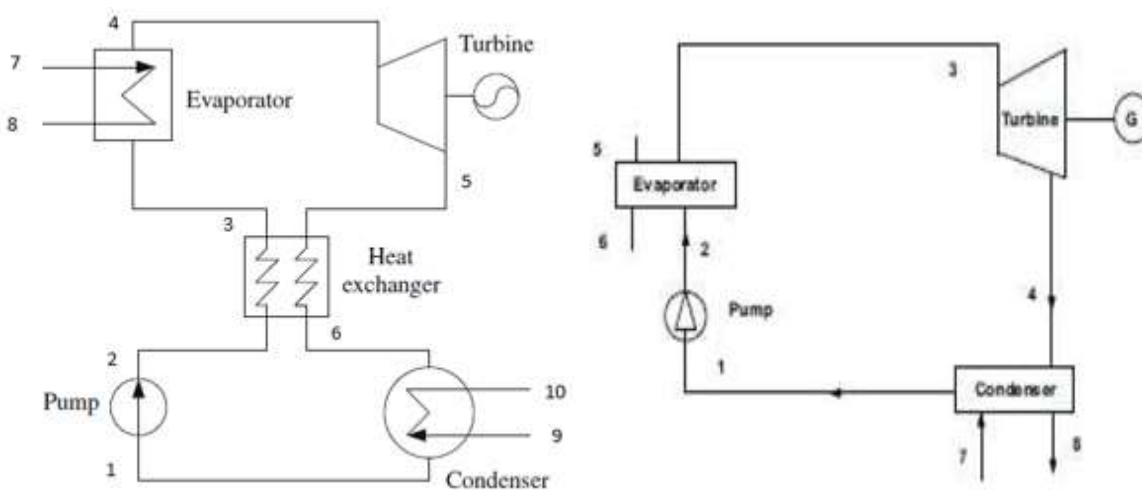 4
Turbine
7
Evaporator
8
5
3
Heat
exchanger
6
2
10
Pump
9
1
Condenser
3
Turbine
G
5
Evaporator
6
2
4
Pump
1
Condenser
7
8